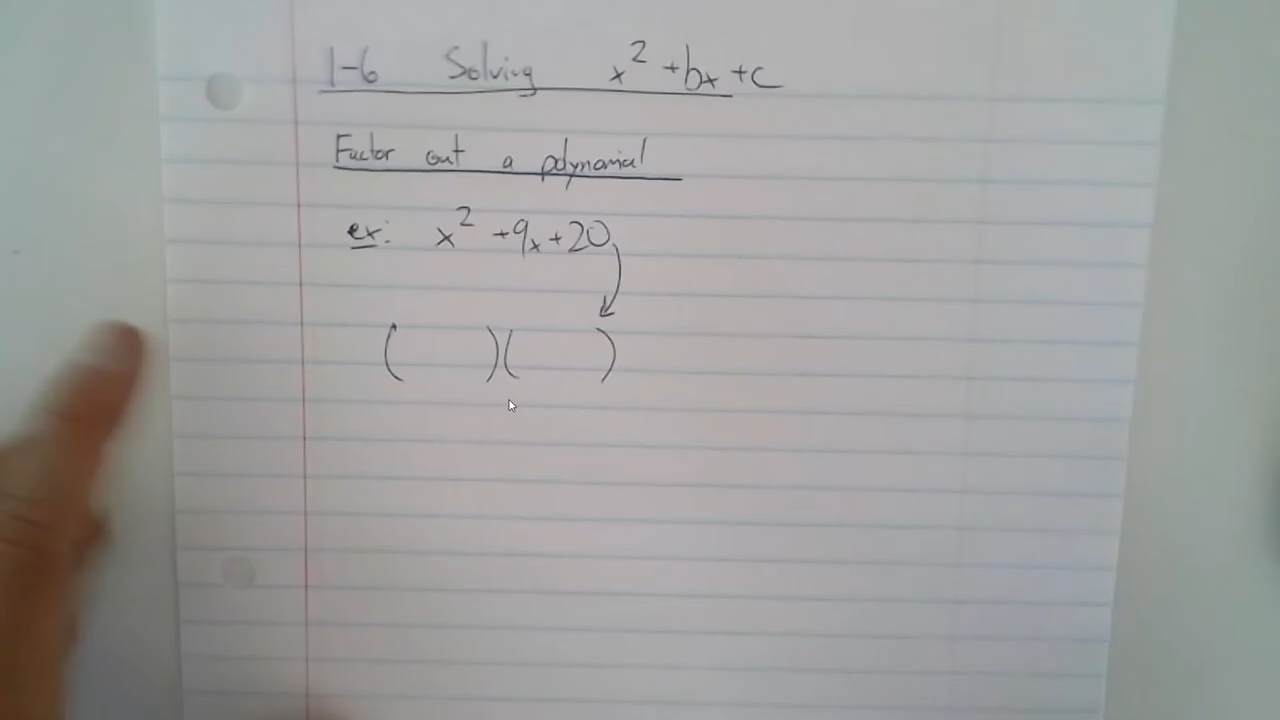 1-6 Solving x² +bx +c
Factor out a polynomial
ex: x² +9x+20
( )( )